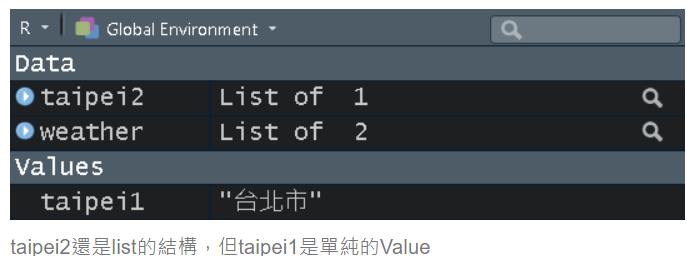 R Global Environment
Data
taipei2 List of 1
weather List of 2
Values
taipei1 "台北市"
taipei2還是list的結構，但taipei1是單純的Value